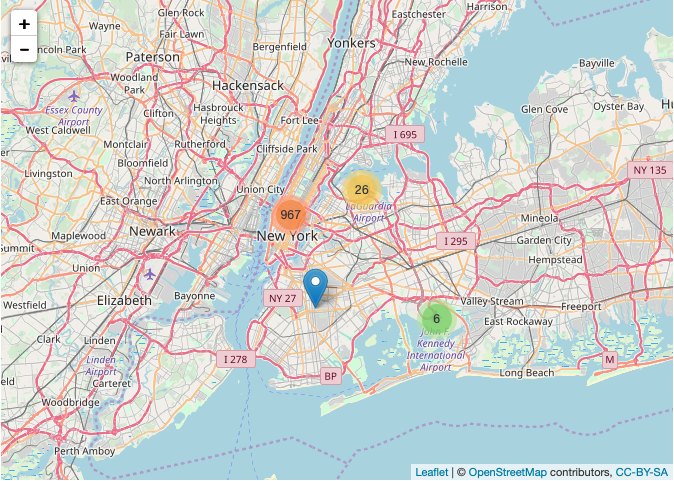 +
−
Glen Rock
Harrison
Eastchester
Wayne
Fair Lawn
Bergenfield
Yonkers
Lincoln Park
Paterson
New Rochelle
Bayville
Woodland
Park
Hackensack
Essex County
Airport
Clifton
Hasbrouck
Heights
Fort Lee
Glen Cove
Oyster Bay
West Caldwell
I 695
Montclair
Rutherford
Cliffside Park
Bloomfield
Livingston
North Arlington
Union City
26
NY 135
East Orange
967
LaGuardia
Airport
Mineola
Maplewood
Newark
New York
I 295
Garden City
Summit
Union
Hempstead
Westfield
Elizabeth
Bayonne
NY 27
Valley Stream
Freeport
6
East Rockaway
Clark
Linden
John F.
Kennedy
International
Airport
Linden
Airport
I 278
M
Carteret
BP
Long Beach
Woodbridge
Perth Amboy
Leaflet | © OpenStreetMap contributors, CC-BY-SA